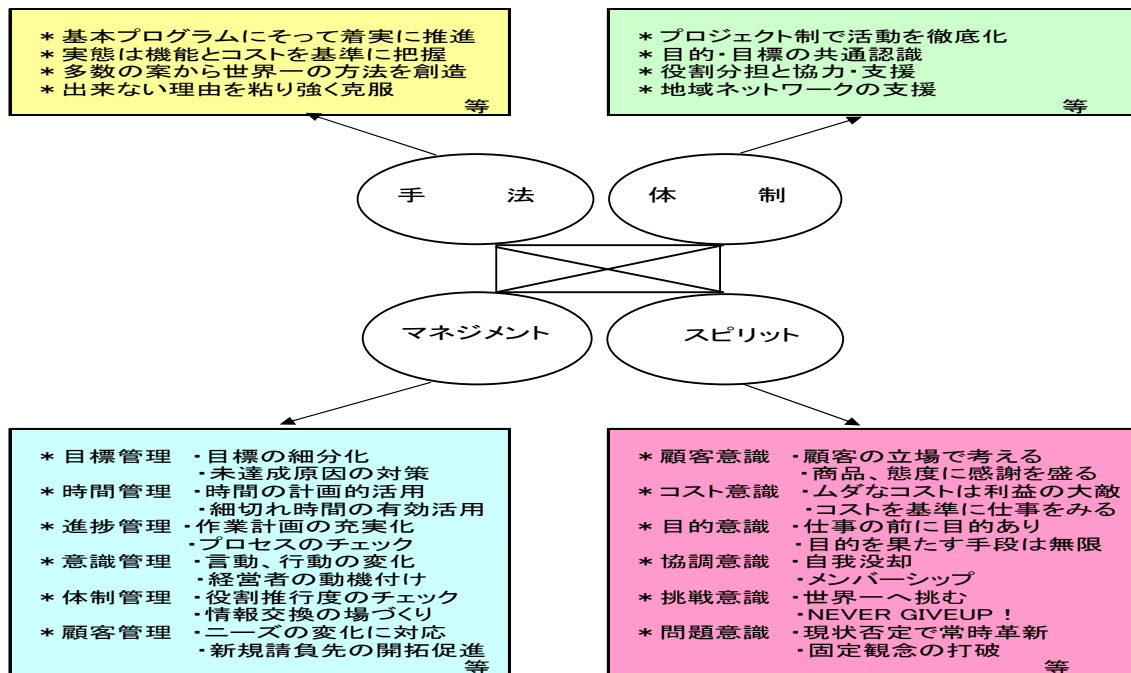 * 基本プログラムにそって着実に推進
* 実態は機能とコストを基準に把握
* 多数の案から世界一の方法を創造
* 出来ない理由を粘り強く克服
等
* プロジェクト制で活動を徹底化
* 目的・目標の共通認識
* 役割分担と協力・支援
* 地域ネットワークの支援
等
手 法
体 制
マネジメント
スピリット
* 目標管理 ・目標の細分化
・未達成原因の対策
* 時間管理 ・時間の計画的活用
・細切れ時間の有効活用
* 進捗管理 ・作業計画の充実化
・プロセスのチェック
* 意識管理 ・言動、行動の変化
・経営者の動機付け
* 体制管理 ・役割推行度のチェック
・情報交換の場づくり
* 顧客管理 ・ニーズの変化に対応
・新規請負先の開拓促進
等
* 顧客意識 ・顧客の立場で考える
・商品、態度に感謝を盛る
* コスト意識 ・ムダなコストは利益の大敵
・コストを基準に仕事をみる
* 目的意識 ・仕事の前に目的あり
・目的を果たす手段は無限
* 協調意識 ・自我没却
・メンバーシップ
* 挑戦意識 ・世界一へ挑む
・NEVER GIVEUP！
* 問題意識 ・現状否定で常時革新
・固定観念の打破
等